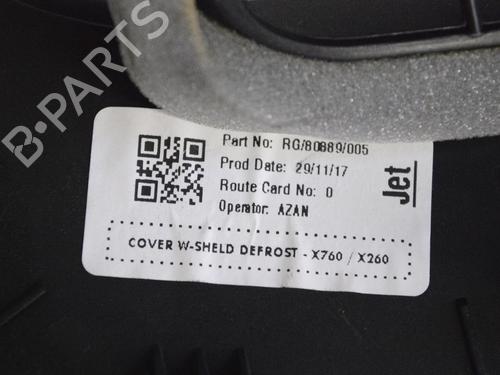 B-PARTS
Part No: RG/80889/005
Prod Date: 29/11/17
Route Card No: 0
Operator: AZAN
Jet
COVER W-SHELD DEFROST - X760 / X260